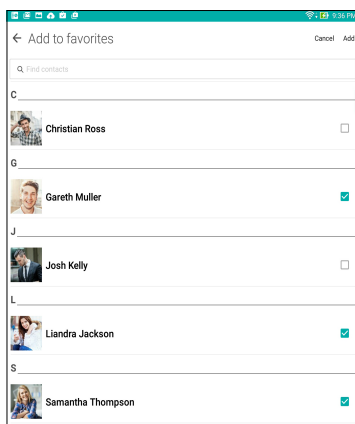 9:36 PM
Add to favorites
Cancel Add
Find contacts
C
Christian Ross
G
Gareth Muller
J
Josh Kelly
L
Liandra Jackson
S
Samantha Thompson